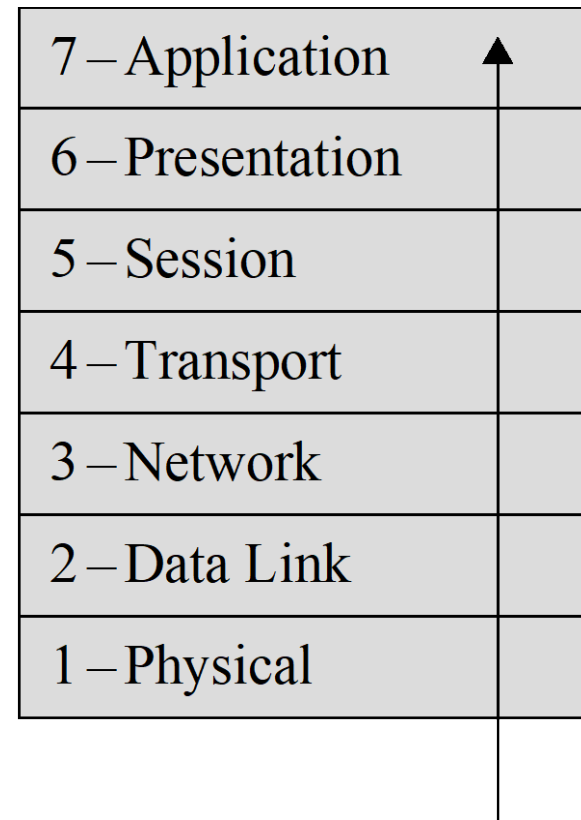 7 – Application
6 – Presentation
5 – Session
4 – Transport
3 – Network
2 – Data Link
1 – Physical